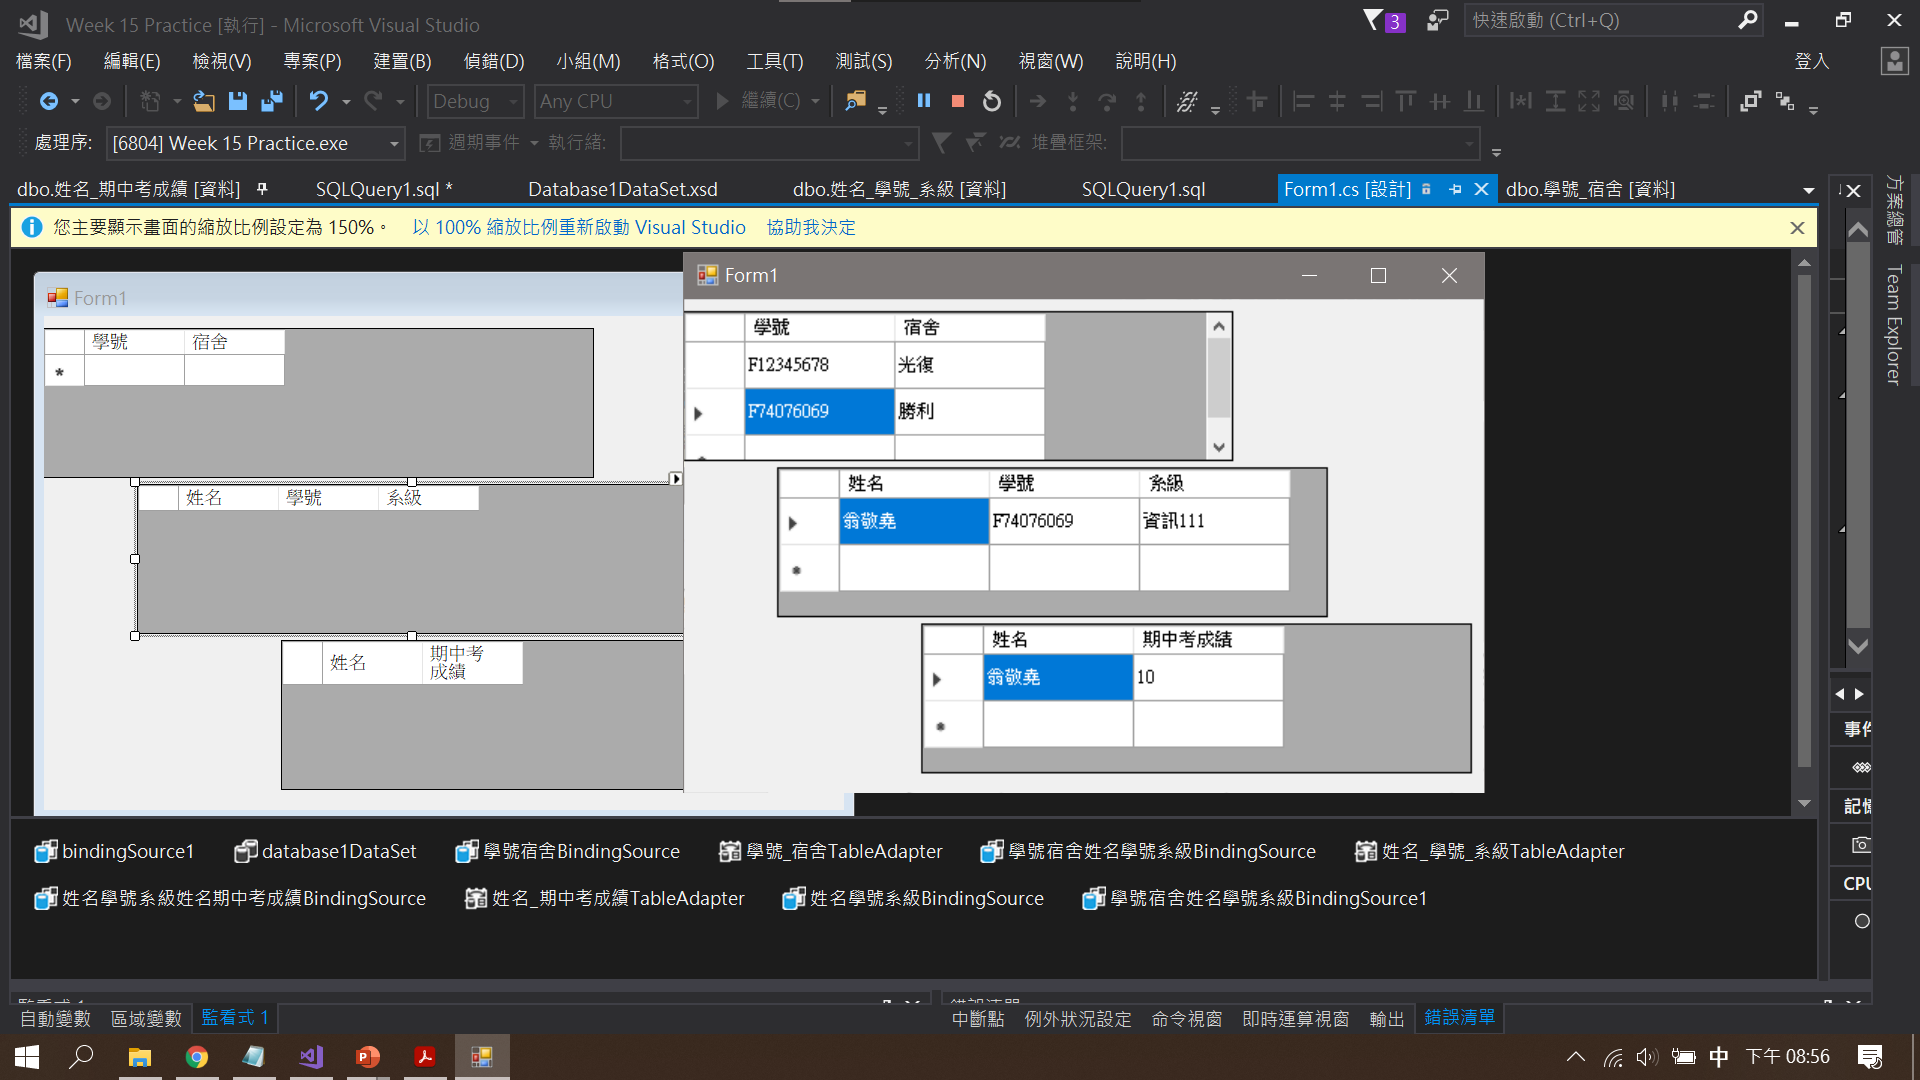 Week 15 Practice [執行] - Microsoft Visual Studio
3
快速啟動 (Ctrl+Q)
檔案(F) 編輯(E) 檢視(V) 專案(P) 建置(B) 偵錯(D) 小組(M) 格式(O) 工具(T) 測試(S) 分析(N) 視窗(W) 說明(H) 登入
Debug Any CPU 繼續(C)
處理序: [6804] Week 15 Practice.exe 週期事件 執行緒: 堆疊框架:
dbo.姓名_期中考成績 [資料] SQLQuery1.sql * Database1DataSet.xsd dbo.姓名_學號_系級 [資料] SQLQuery1.sql Form1.cs [設計] dbo.學號_宿舍 [資料]
您主要顯示畫面的縮放比例設定為 150%。 以 100% 縮放比例重新啟動 Visual Studio 協助我決定
Form1
學號 宿舍
*
姓名 學號 系級
姓名 期中考
成績
Form1
學號 宿舍
F12345678 光復
F74076069 勝利
姓名 學號 系級
翁敬堯 F74076069 資訊111
*
姓名 期中考成績
翁敬堯 10
*
方案總管
Team Explorer
事件
記憶
CPU
bindingSource1 database1DataSet 學號宿舍BindingSource 學號_宿舍TableAdapter 學號宿舍姓名學號系級BindingSource 姓名_學號_系級TableAdapter
姓名學號系級姓名期中考成績BindingSource 姓名_期中考成績TableAdapter 姓名學號系級BindingSource 學號宿舍姓名學號系級BindingSource1
自動變數 區域變數 監看式 1 中斷點 例外狀況設定 命令視窗 即時運算視窗 輸出 錯誤清單
中 下午 08:56